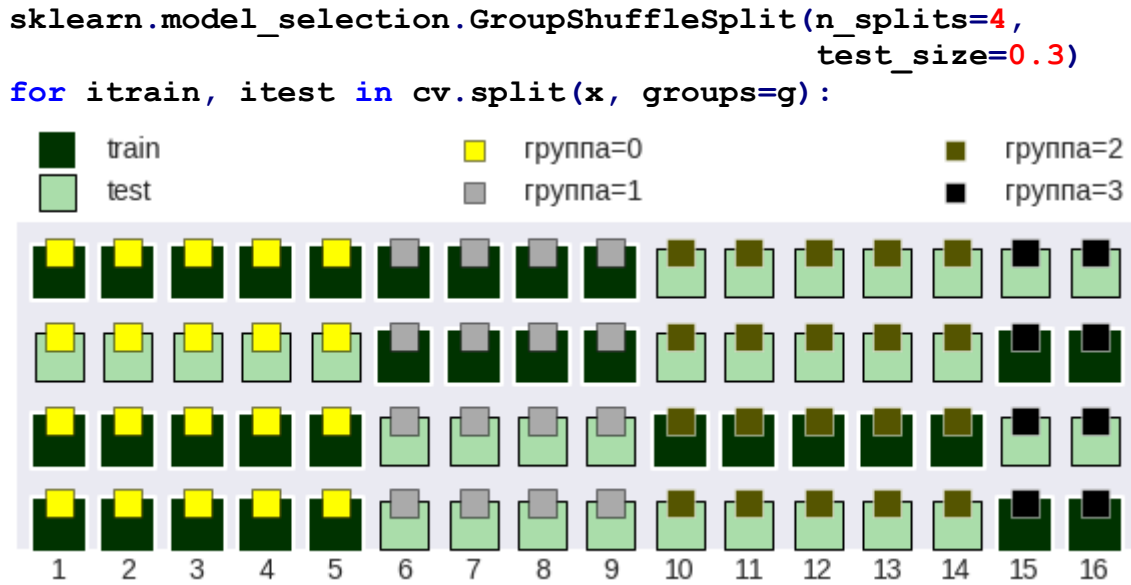 sklearn.model_selection.GroupShuffleSplit(n_splits=4,
test_size=0.3)
for itrain, itest in cv.split(x, groups=g):
train группа=0 группа=2
test группа=1 группа=3
1 2 3 4 5 6 7 8 9 10 11 12 13 14 15 16